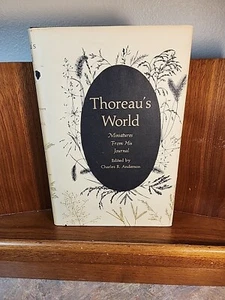 Thoreau's
World
Miniatures
From His
Journal
Edited by
Charles R. Anderson